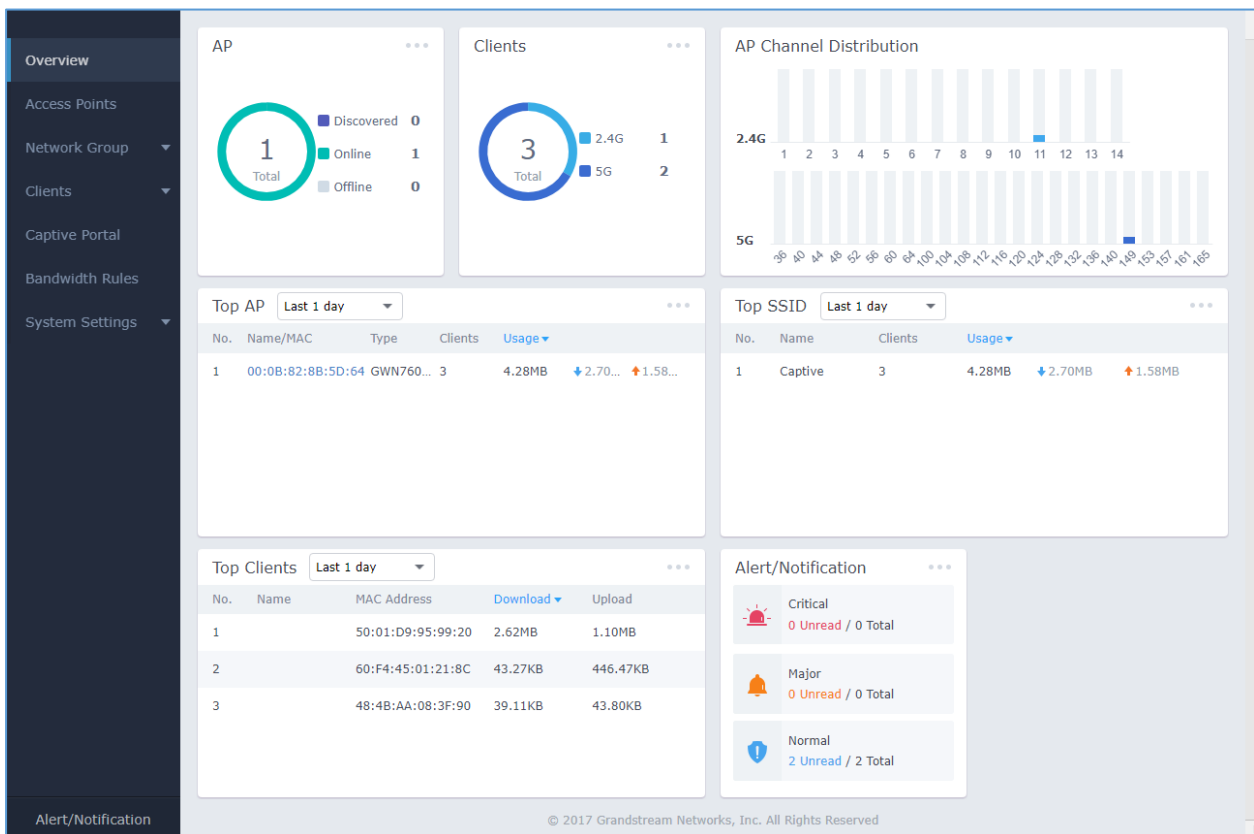 Overview
Access Points
Network Group
Clients
Captive Portal
Bandwidth Rules
System Settings
Alert/Notification
AP
1
Total
Discovered 0
Online 1
Offline 0
Clients
3
Total
2.4G 1
5G 2
AP Channel Distribution
2.4G
1 2 3 4 5 6 7 8 9 10 11 12 13 14
5G
36 40 44 48 52 56 60 64 100 104 108 112 116 120 124 128 132 136 140 149 153 157 161 165
Top AP Last 1 day
No. Name/MAC Type Clients Usage
1 00:0B:82:8B:5D:64 GWN760... 3 4.28MB 2.70... 1.58...
Top SSID Last 1 day
No. Name Clients Usage
1 Captive 3 4.28MB 2.70MB 1.58MB
Top Clients Last 1 day
No. Name MAC Address Download Upload
1 50:01:D9:95:99:20 2.62MB 1.10MB
2 60:F4:45:01:21:8C 43.27KB 446.47KB
3 48:4B:AA:08:3F:90 39.11KB 43.80KB
Alert/Notification
Critical
0 Unread / 0 Total
Major
0 Unread / 0 Total
Normal
2 Unread / 2 Total
© 2017 Grandstream Networks, Inc. All Rights Reserved